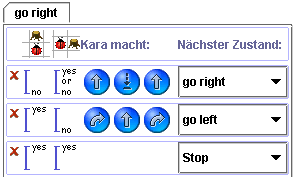 go right
Kara macht: Nächster Zustand:
no yes or no go right
yes no go left
yes yes Stop